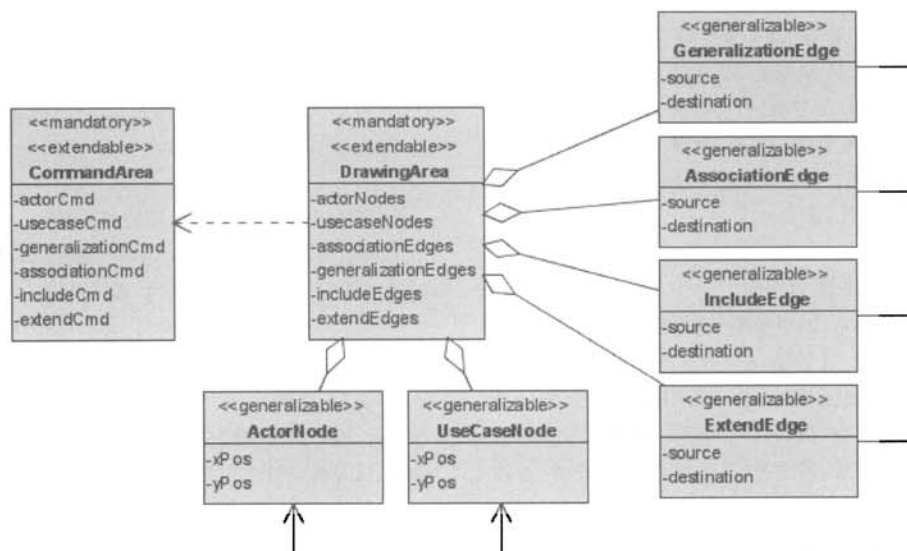 <<generalizable>>
GeneralizationEdge
-source
-destination
<<mandatory>>
<<extendable>>
CommandArea
-actorCmd
-usecaseCmd
-generalizationCmd
-associationCmd
-includeCmd
-extendCmd
<<mandatory>>
<<extendable>>
DrawingArea
-actorNodes
-usecaseNodes
-associationEdges
-generalizationEdges
-includeEdges
-extendEdges
<<generalizable>>
AssociationEdge
-source
-destination
<<generalizable>>
IncludeEdge
-source
-destination
<<generalizable>>
ExtendEdge
-source
-destination
<<generalizable>>
ActorNode
-xPos
-yPos
<<generalizable>>
UseCaseNode
-xPos
-yPos